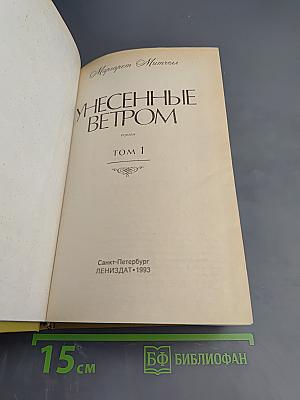 Маргарет Митчелл
УНЕСЕННЫЕ
ВЕТРОМ
роман
ТОМ 1
Санкт-Петербург
ЛЕНИЗДАТ•1993
15 см
БФ БИБЛИОФАН